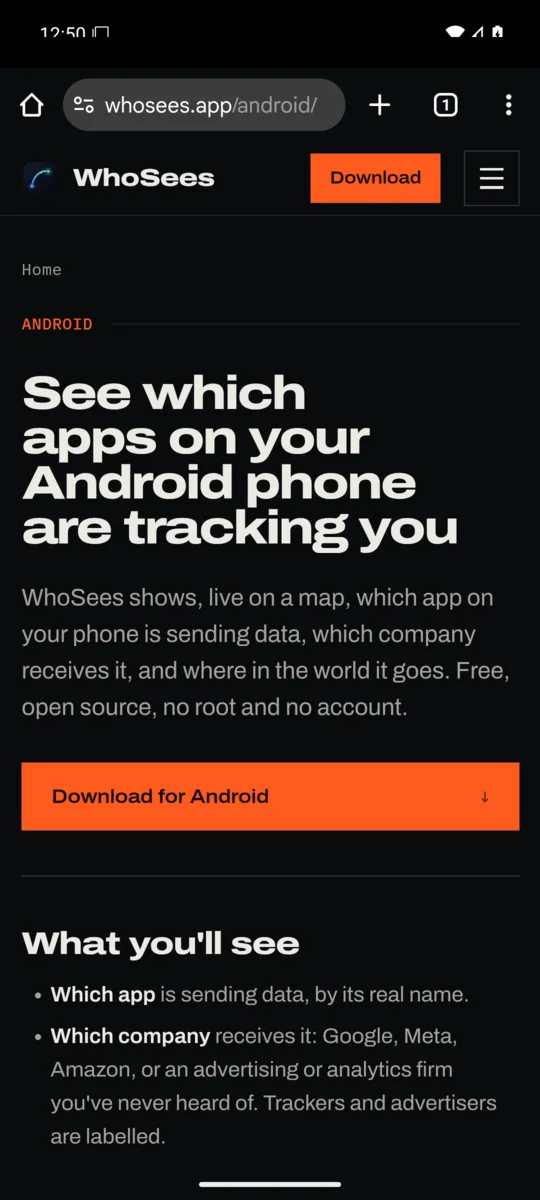 12:50
whosees.app/android/
1
WhoSees
Download
Home
ANDROID
See which
apps on your
Android phone
are tracking you
WhoSees shows, live on a map, which app on
your phone is sending data, which company
receives it, and where in the world it goes. Free,
open source, no root and no account.
Download for Android ↓
What you'll see
• Which app is sending data, by its real name.
• Which company receives it: Google, Meta,
Amazon, or an advertising or analytics firm
you've never heard of. Trackers and advertisers
are labelled.